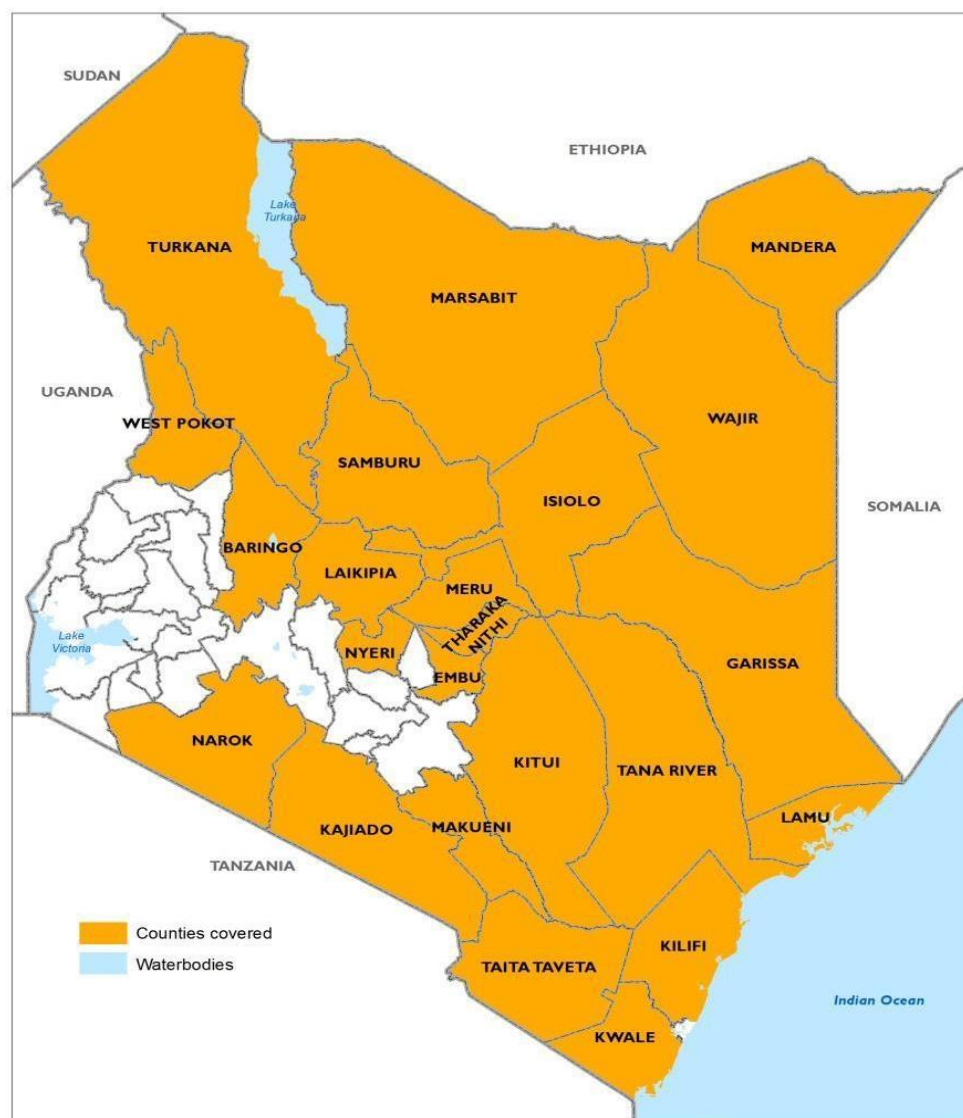 SUDAN
ETHIOPIA
Lake
Turkana
TURKANA
MANDERA
MARSABIT
UGANDA
WEST POKOT
WAJIR
SAMBURU
ISIOLO
SOMALIA
BARINGO
LAIKIPIA
MERU
THARAKA
NITHI
Lake
Victoria
NYERI
EMBU
GARISSA
NAROK
KITUI
TANA RIVER
LAMU
KAJIADO
MAKUENI
TANZANIA
Counties covered
KILIFI
Waterbodies
TAITA TAVETA
Indian Ocean
KWALE